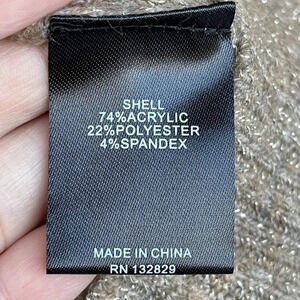 SHELL
74%ACRYLIC
22%POLYESTER
4%SPANDEX
MADE IN CHINA
RN 132829